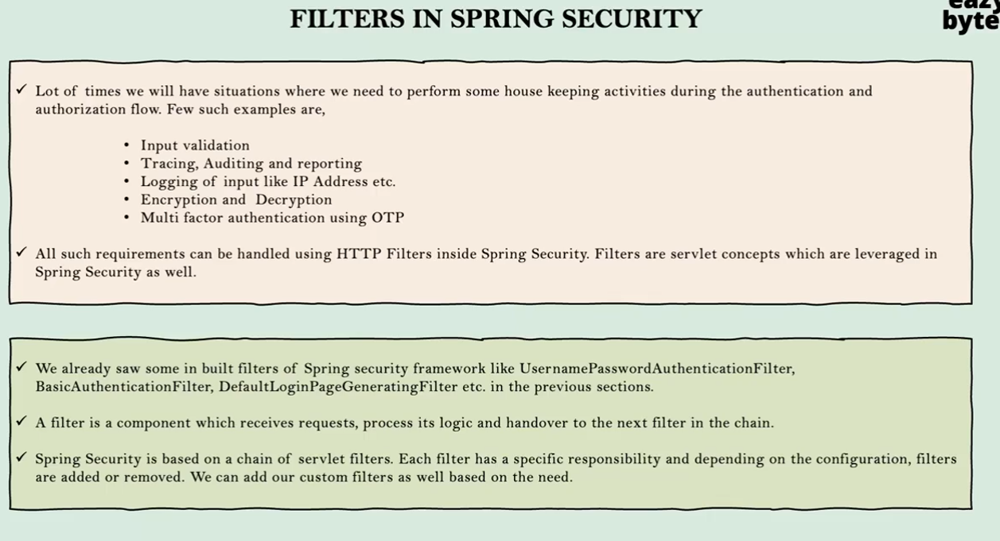 FILTERS IN SPRING SECURITY
eazy
byte
✓ Lot of times we will have situations where we need to perform some house keeping activities during the authentication and
authorization flow. Few such examples are,
• Input validation
• Tracing, Auditing and reporting
• Logging of input like IP Address etc.
• Encryption and Decryption
• Multi factor authentication using OTP
✓ All such requirements can be handled using HTTP Filters inside Spring Security. Filters are servlet concepts which are leveraged in
Spring Security as well.
✓ We already saw some in built filters of Spring security framework like UsernamePasswordAuthenticationFilter,
BasicAuthenticationFilter, DefaultLoginPageGeneratingFilter etc. in the previous sections.
✓ A filter is a component which receives requests, process its logic and handover to the next filter in the chain.
✓ Spring Security is based on a chain of servlet filters. Each filter has a specific responsibility and depending on the configuration, filters
are added or removed. We can add our custom filters as well based on the need.